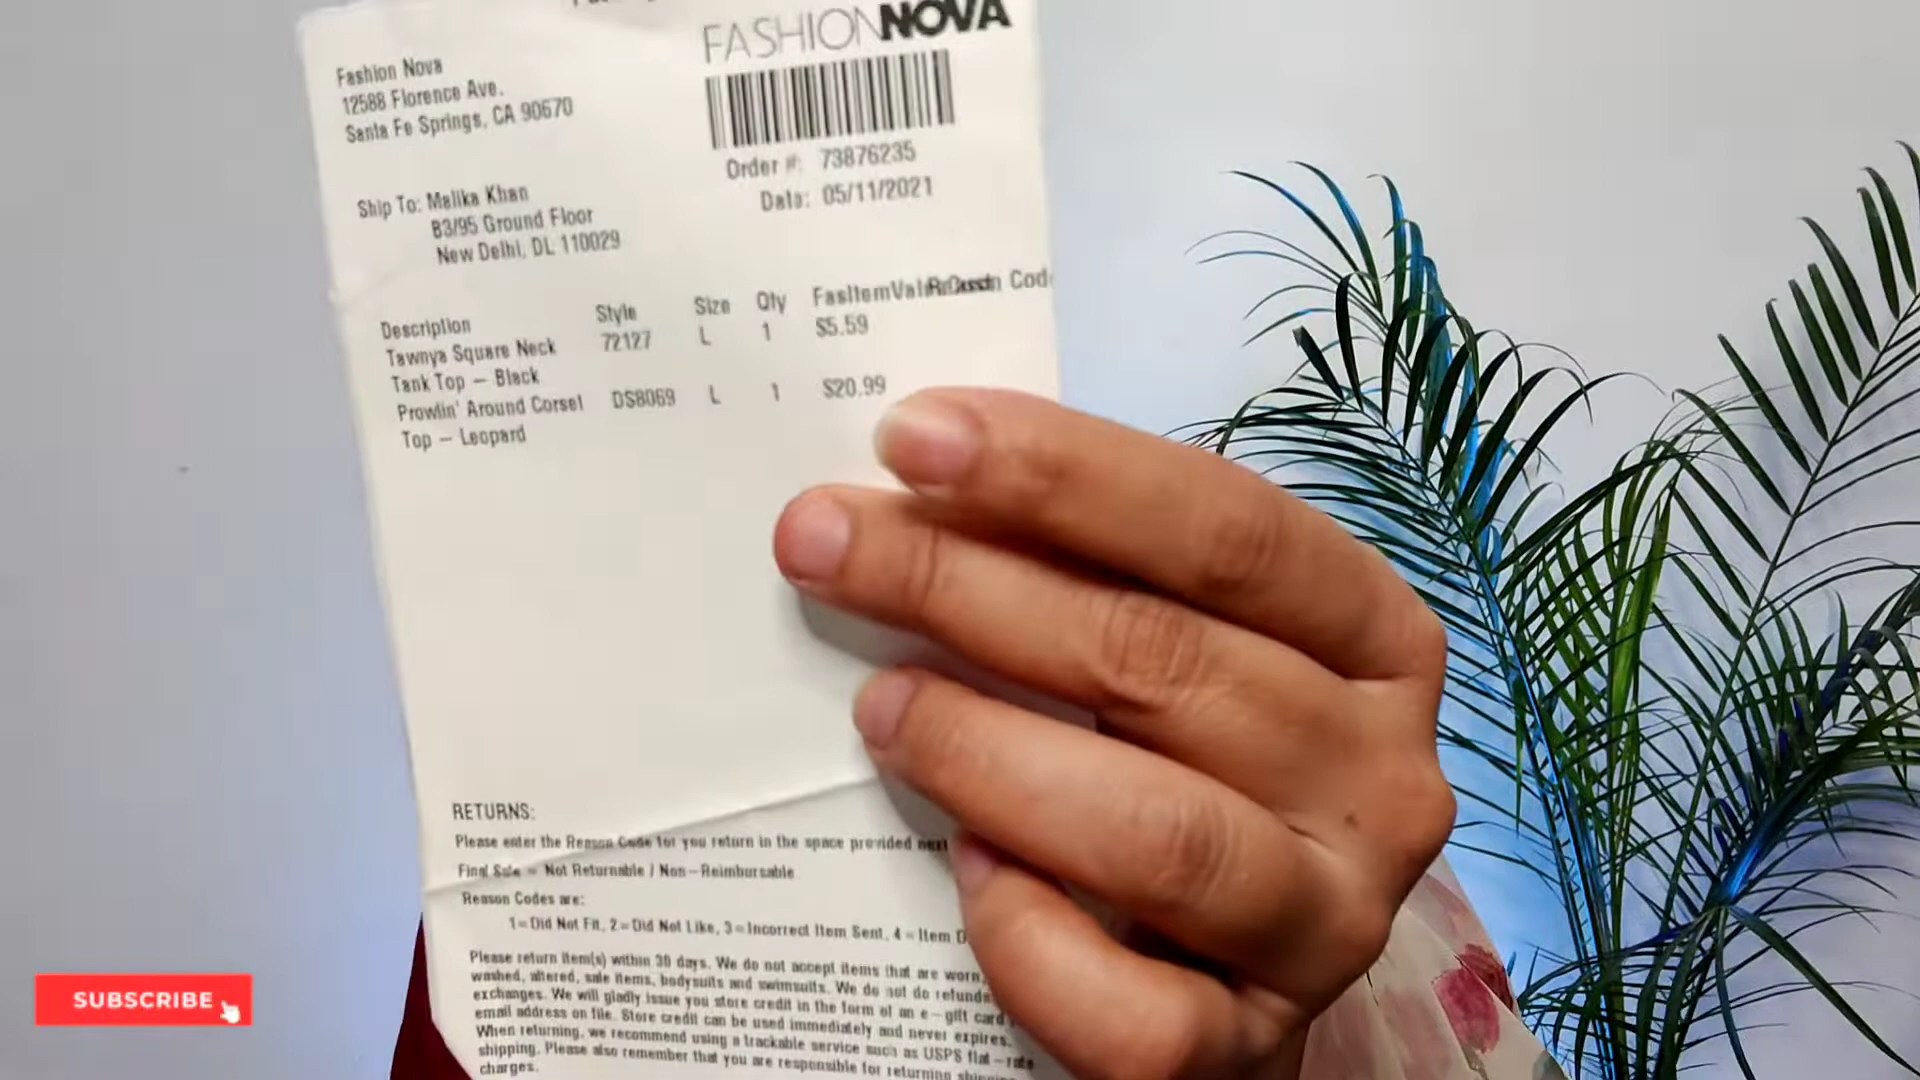 FASHIONNOVA
Fashion Nova
12588 Florence Ave.
Santa Fe Springs, CA 90670
Order #: 73876235
Date: 05/11/2021
Ship To: Malika Khan
B3/95 Ground Floor
New Delhi, DL 110029
Description Style Size Qty
Tawnya Square Neck 72127 L 1 $5.59
Tank Top - Black
Prowlin' Around Corset DS8069 L 1 $20.99
Top - Leopard
RETURNS:
Please enter the Reason Code for you return in the space provided next
Final Sale = Not Returnable / Non-Reimbursable
Reason Codes are:
1=Did Not Fit, 2=Did Not Like, 3=Incorrect Item Sent, 4 = Item
Please return item(s) within 30 days. We do not accept items that are worn,
washed, altered, sale items, bodysuits and swimsuits. We do not do refunds
exchanges. We will gladly issue you store credit in the form of an e-gift card
email address on file. Store credit can be used immediately and never expires.
When returning, we recommend using a trackable service such as USPS flat-rate
shipping. Please also remember that you are responsible for returning shipping
charges.
SUBSCRIBE